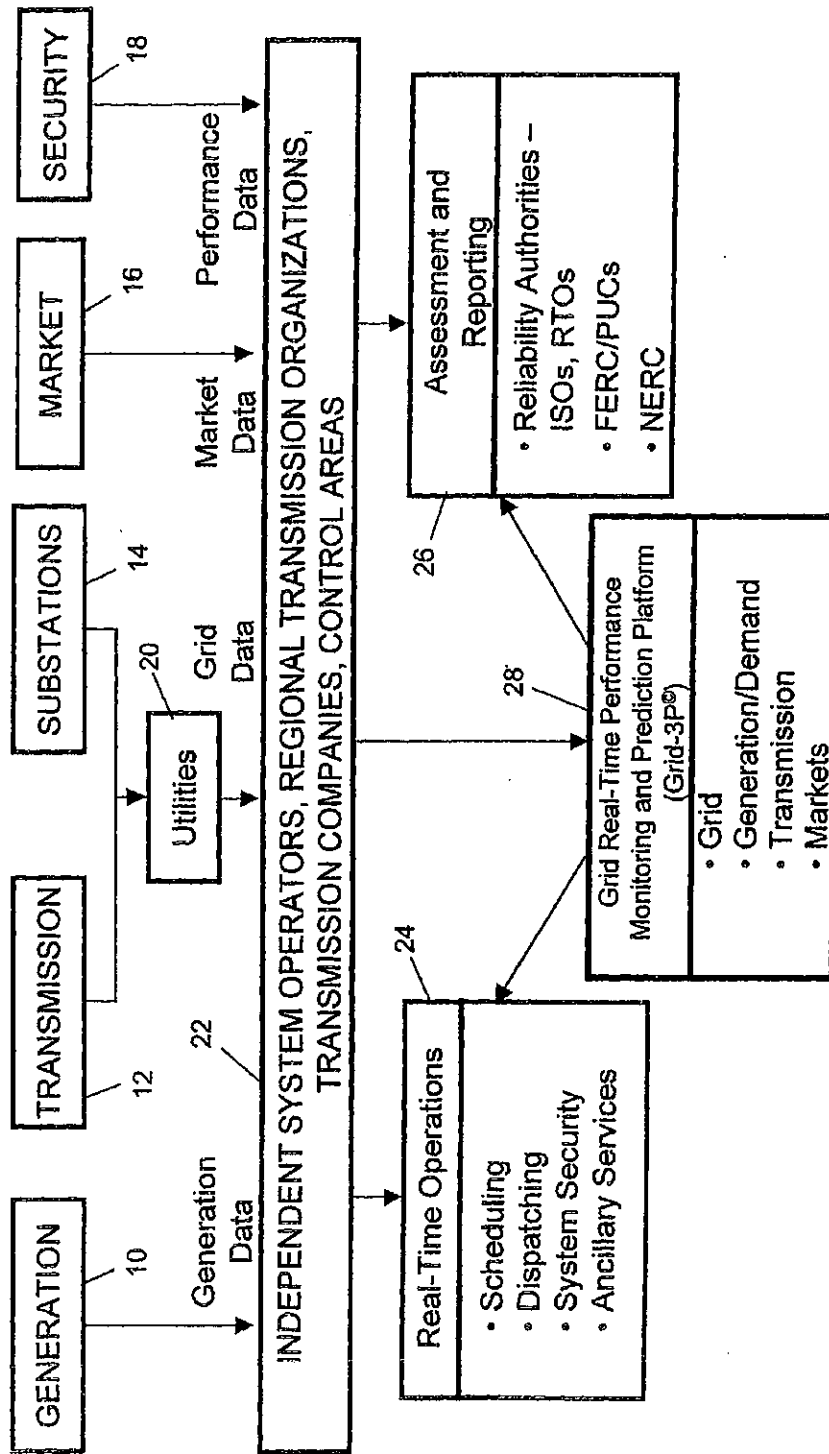 GENERATION
TRANSMISSION
SUBSTATIONS
MARKET
SECURITY
10
12
14
16
18
Utilities
20
Generation
Data
Grid
Data
Market
Data
Performance
Data
22
INDEPENDENT SYSTEM OPERATORS, REGIONAL TRANSMISSION ORGANIZATIONS,
TRANSMISSION COMPANIES, CONTROL AREAS
24
Real-Time Operations
• Scheduling
• Dispatching
• System Security
• Ancillary Services
28
Grid Real-Time Performance
Monitoring and Prediction Platform
(Grid-3P©)
• Grid
• Generation/Demand
• Transmission
• Markets
26
Assessment and
Reporting
• Reliability Authorities –
ISOs, RTOs
• FERC/PUCs
• NERC